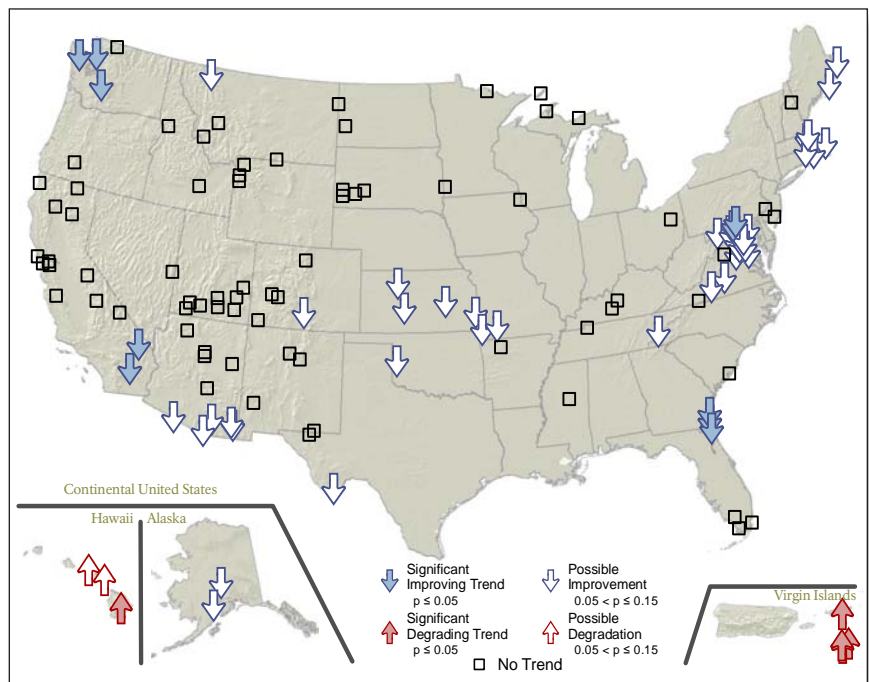 Continental United States
Hawaii
Alaska
Significant
Improving Trend
p ≤ 0.05
Possible
Improvement
0.05 < p ≤ 0.15
Significant
Degrading Trend
p ≤ 0.05
Possible
Degradation
0.05 < p ≤ 0.15
No Trend
Virgin Islands